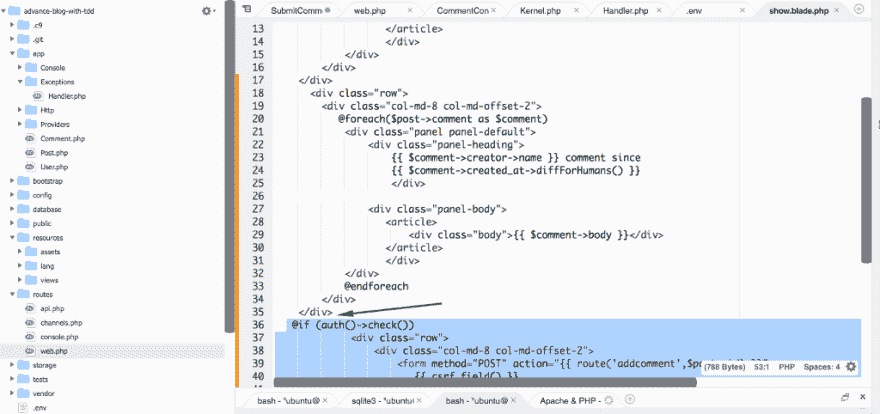 advance-blog-with-tdd
.c9
.git
app
Console
Exceptions
Handler.php
Http
Providers
Comment.php
Post.php
User.php
bootstrap
config
database
public
resources
assets
lang
views
routes
api.php
channels.php
console.php
web.php
storage
tests
vendor
.env
SubmitComm web.php CommentCon Kernel.php Handler.php .env show.blade.php
13 </article>
14 </div>
15 </div>
16 </div>
17 </div>
18 <div class="row">
19 <div class="col-md-8 col-md-offset-2">
20 @foreach($post->comment as $comment)
21 <div class="panel panel-default">
22 <div class="panel-heading">
23 {{ $comment->creator->name }} comment since
24 {{ $comment->created_at->diffForHumans() }}
25 </div>
26
27 <div class="panel-body">
28 <article>
29 <div class="body">{{ $comment->body }}</div>
30 </article>
31 </div>
32 </div>
33 @endforeach
34 </div>
35 </div>
36 @if (auth()->check())
37 <div class="row">
38 <div class="col-md-8 col-md-offset-2">
39 <form method="POST" action="{{ route('addcomment',$p
40 {{ csrf_field() }}
(788 Bytes) 53:1 PHP Spaces: 4
bash - "ubuntu@ sqlite3 - "ubuntu( bash - "ubuntu@ Apache & PHP -